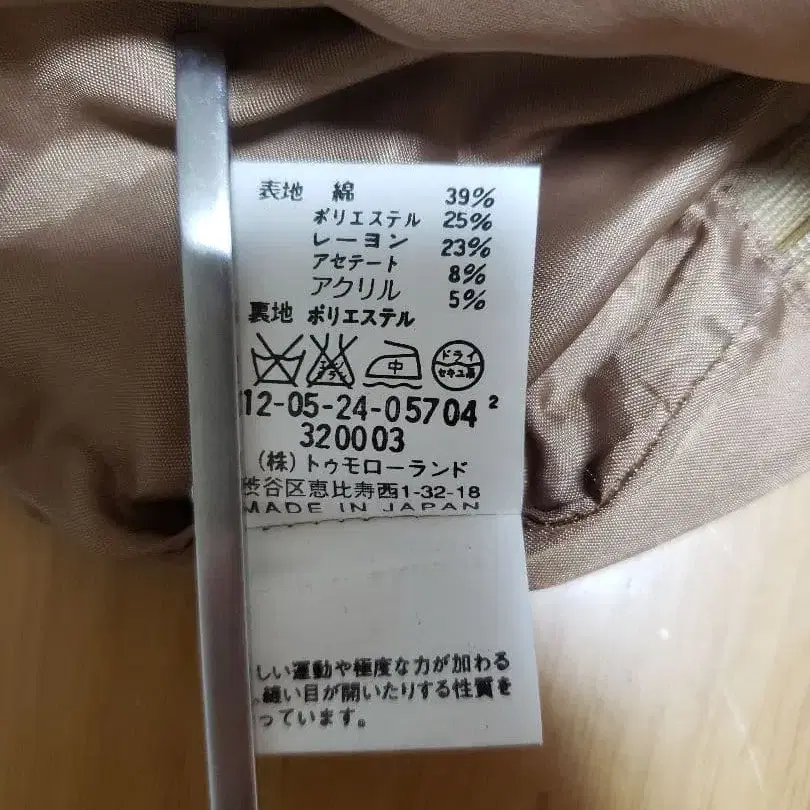 表地 綿 39%
ポリエステル 25%
レーヨン 23%
アセテート 8%
アクリル 5%
裏地 ポリエステル
中
ドライ
セキユ系
12-05-24-05704 2
320003
(株)トゥモローランド
渋谷区恵比寿西1-32-18
MADE IN JAPAN
しい運動や極度な力が加わる
縫い目が開いたりする性質を
っています。